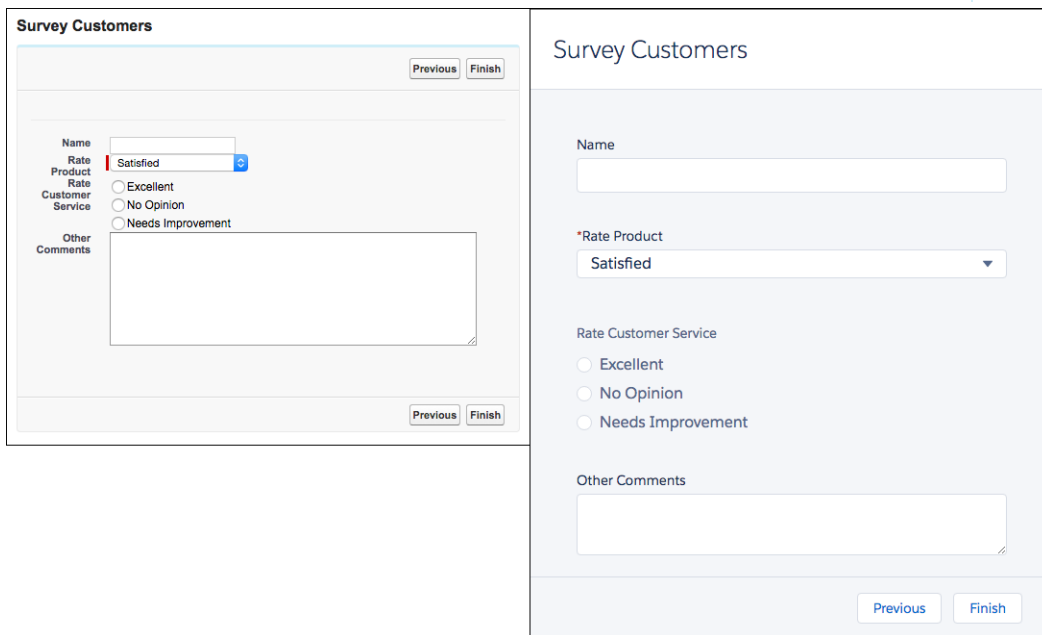 Survey Customers
Previous Finish
Name
Rate Product Satisfied
Rate Customer Service
Excellent
No Opinion
Needs Improvement
Other Comments
Previous Finish
Survey Customers
Name
*Rate Product
Satisfied
Rate Customer Service
Excellent
No Opinion
Needs Improvement
Other Comments
Previous Finish